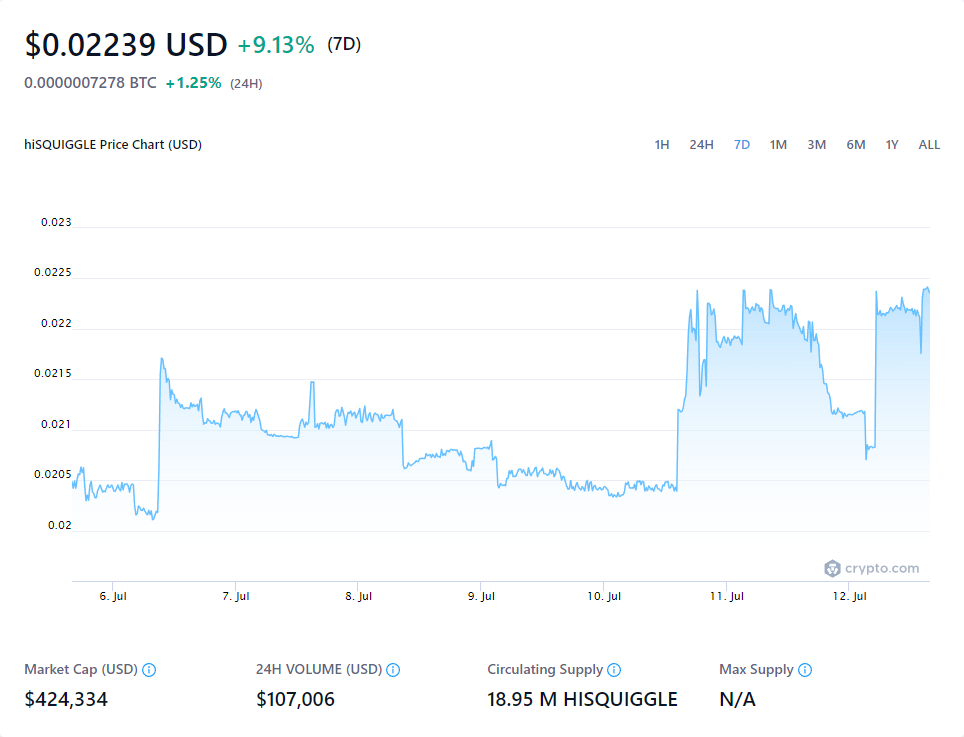 $0.02239 USD +9.13% (7D)
0.0000007278 BTC +1.25% (24H)
hiSQUIGGLE Price Chart (USD)
1H 24H 7D 1M 3M 6M 1Y ALL
0.023
0.0225
0.022
0.0215
0.021
0.0205
0.02
crypto.com
6. Jul 7. Jul 8. Jul 9. Jul 10. Jul 11. Jul 12. Jul
Market Cap (USD) 24H VOLUME (USD) Circulating Supply Max Supply
$424,334 $107,006 18.95 M HISQUIGGLE N/A